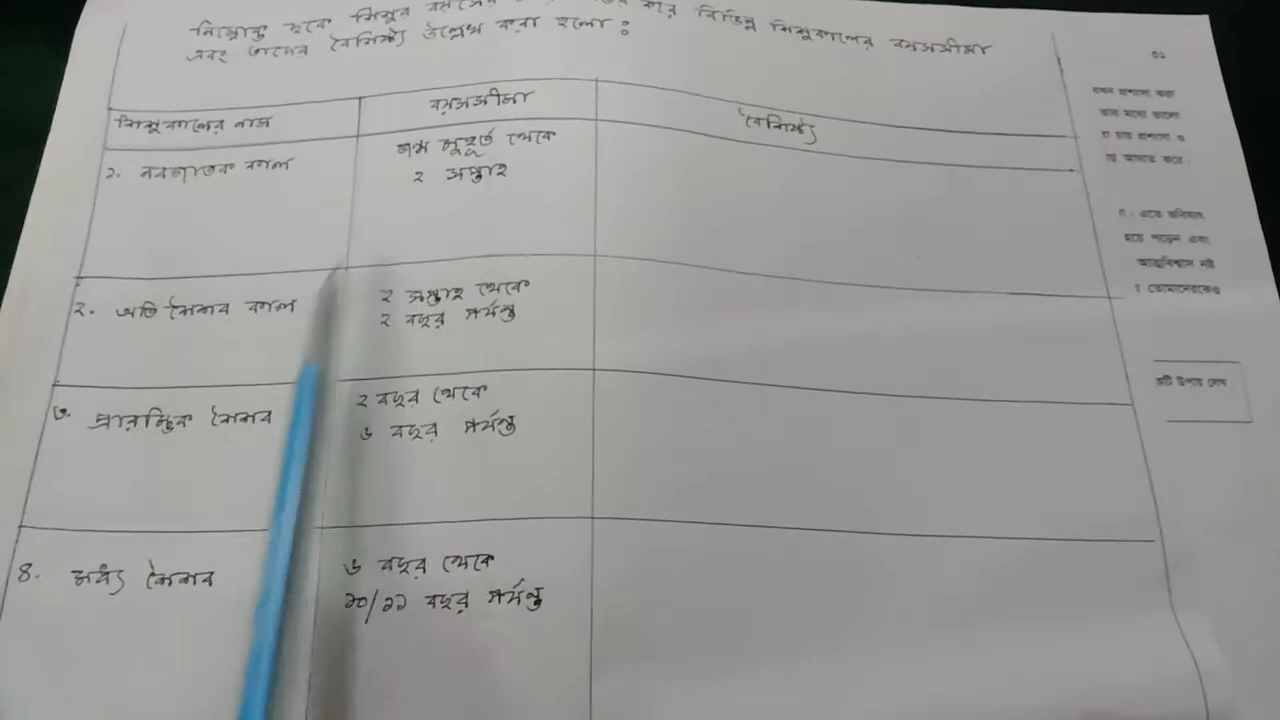 নিম্নোক্ত ছকে শিশুর বয়সের করে বিভিন্ন শিশুকালের বয়সসীমা
এবং তাদের বৈশিষ্ট্য উল্লেখ করা হলো :
শিশুকালের নাম
বয়সসীমা
বৈশিষ্ট্য
১. নবজাতক কাল
জন্ম মুহূর্ত থেকে
২ সপ্তাহ
২. অতি শৈশব কাল
২ সপ্তাহ থেকে
২ বছর পর্যন্ত
৩. প্রারম্ভিক শৈশব
২ বছর থেকে
৬ বছর পর্যন্ত
৪. মধ্য শৈশব
৬ বছর থেকে
১০/১১ বছর পর্যন্ত
৩১